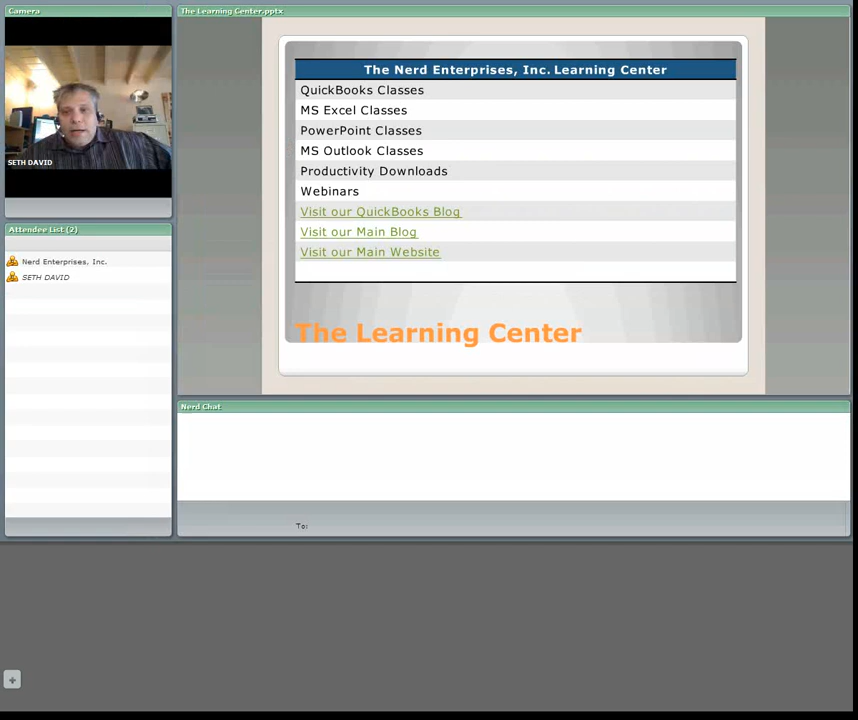 Camera
SETH DAVID
Attendee List (2)
Nerd Enterprises, Inc.
SETH DAVID
The Learning Center.pptx
The Nerd Enterprises, Inc. Learning Center
QuickBooks Classes
MS Excel Classes
PowerPoint Classes
MS Outlook Classes
Productivity Downloads
Webinars
Visit our QuickBooks Blog
Visit our Main Blog
Visit our Main Website
The Learning Center
Nerd Chat
To: